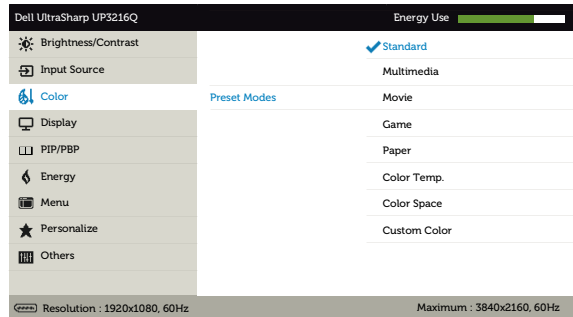 Dell UltraSharp UP3216Q Energy Use
Brightness/Contrast Standard
Input Source Multimedia
Color Preset Modes Movie
Display Game
PIP/PBP Paper
Energy Color Temp.
Menu Color Space
Personalize Custom Color
Others
Resolution : 1920x1080, 60Hz Maximum : 3840x2160, 60Hz